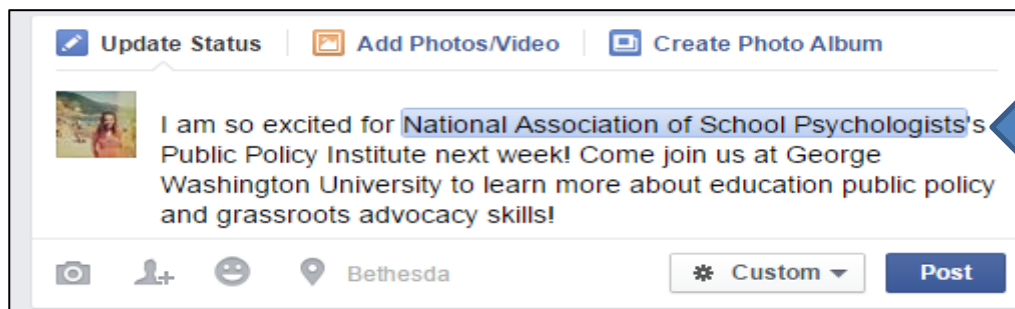 Update Status Add Photos/Video Create Photo Album
I am so excited for National Association of School Psychologists's
Public Policy Institute next week! Come join us at George
Washington University to learn more about education public policy
and grassroots advocacy skills!
Bethesda Custom Post